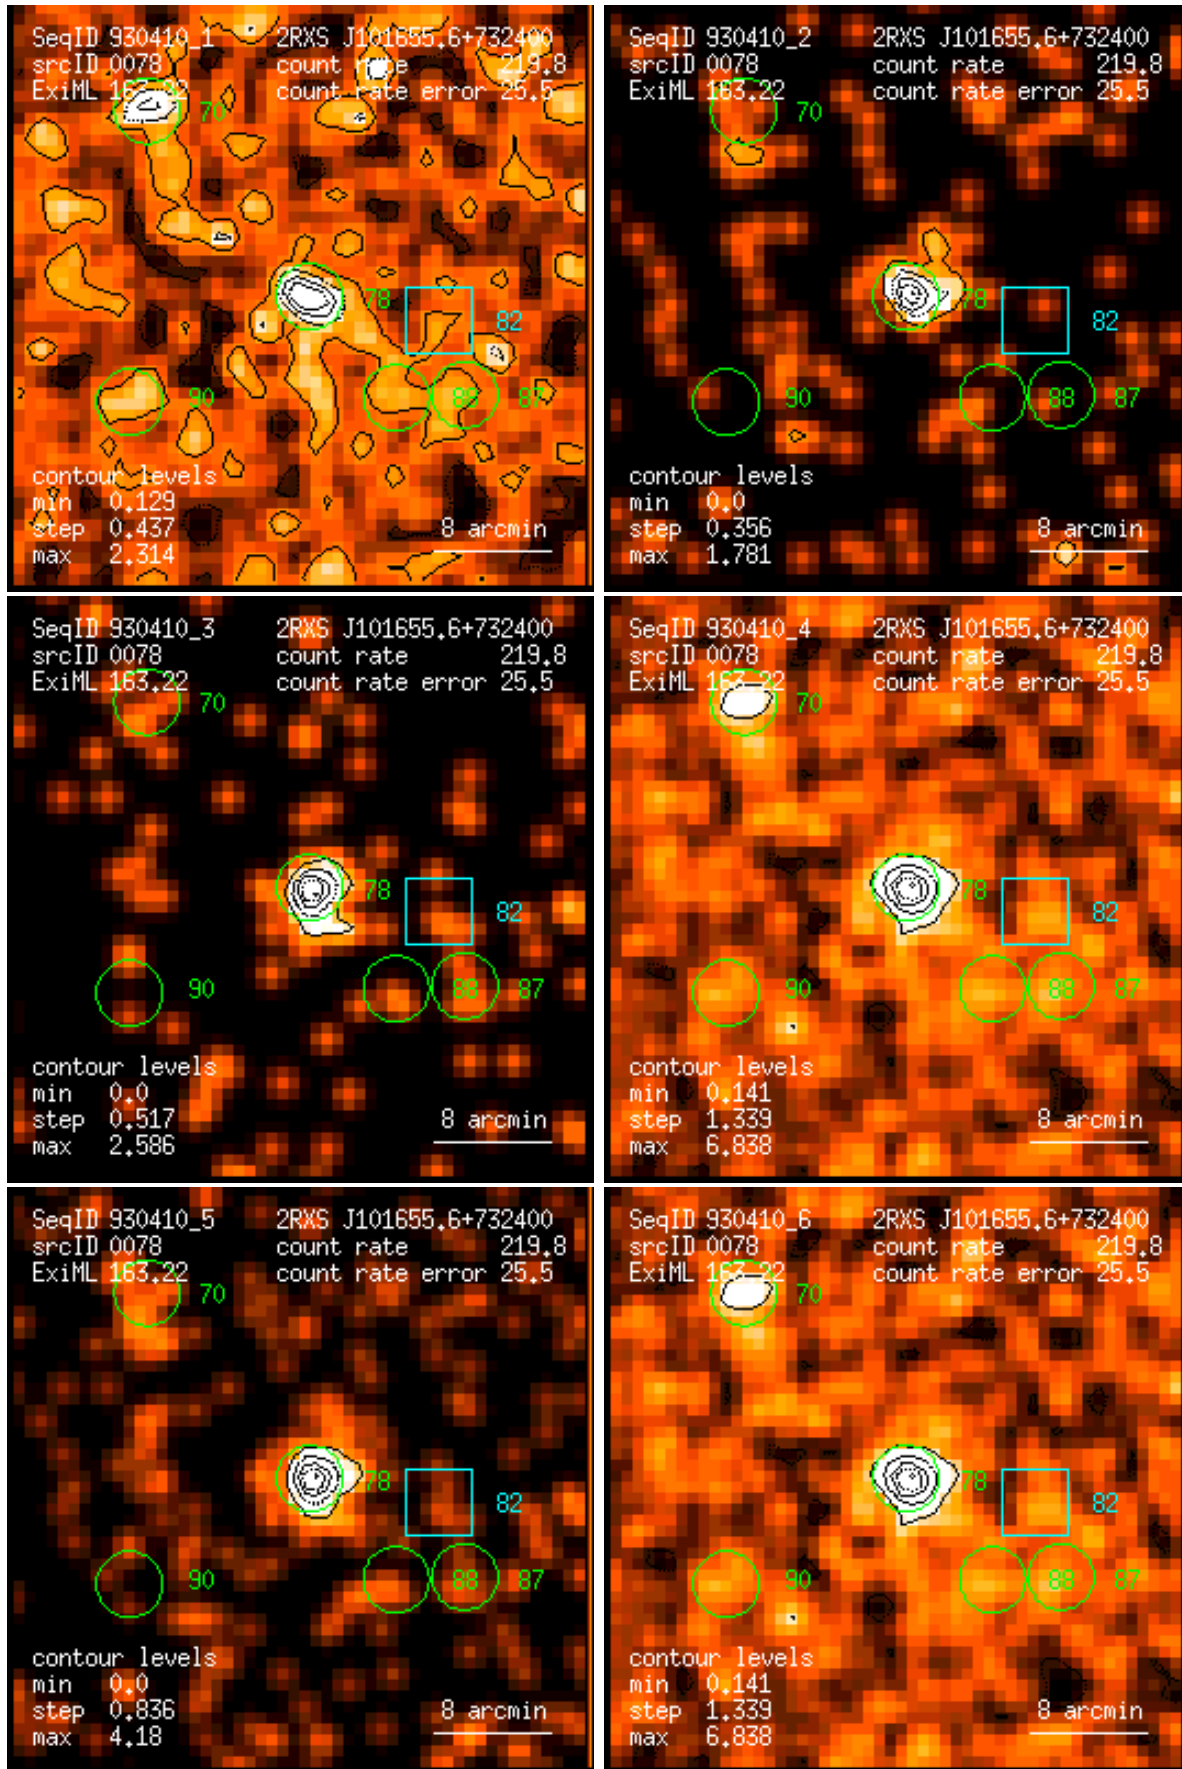 SeqID 930410_1 2RXS J101655.6+732400
srcID 0078 count rate 219.8
ExiML 163.22 count rate error 25.5
70
78
82
90 88 87
contour levels
min 0.129
step 0.437 8 arcmin
max 2.314
SeqID 930410_2 2RXS J101655.6+732400
srcID 0078 count rate 219.8
ExiML 163.22 count rate error 25.5
70
78
82
90 88 87
contour levels
min 0.0
step 0.356 8 arcmin
max 1.781
SeqID 930410_3 2RXS J101655.6+732400
srcID 0078 count rate 219.8
ExiML 163.22 count rate error 25.5
70
78
82
90 88 87
contour levels
min 0.0
step 0.517 8 arcmin
max 2.586
SeqID 930410_4 2RXS J101655.6+732400
srcID 0078 count rate 219.8
ExiML 163.22 count rate error 25.5
70
78
82
90 88 87
contour levels
min 0.141
step 1.339 8 arcmin
max 6.838
SeqID 930410_5 2RXS J101655.6+732400
srcID 0078 count rate 219.8
ExiML 163.22 count rate error 25.5
70
78
82
90 88 87
contour levels
min 0.0
step 0.836 8 arcmin
max 4.18
SeqID 930410_6 2RXS J101655.6+732400
srcID 0078 count rate 219.8
ExiML 163.22 count rate error 25.5
70
78
82
90 88 87
contour levels
min 0.141
step 1.339 8 arcmin
max 6.838